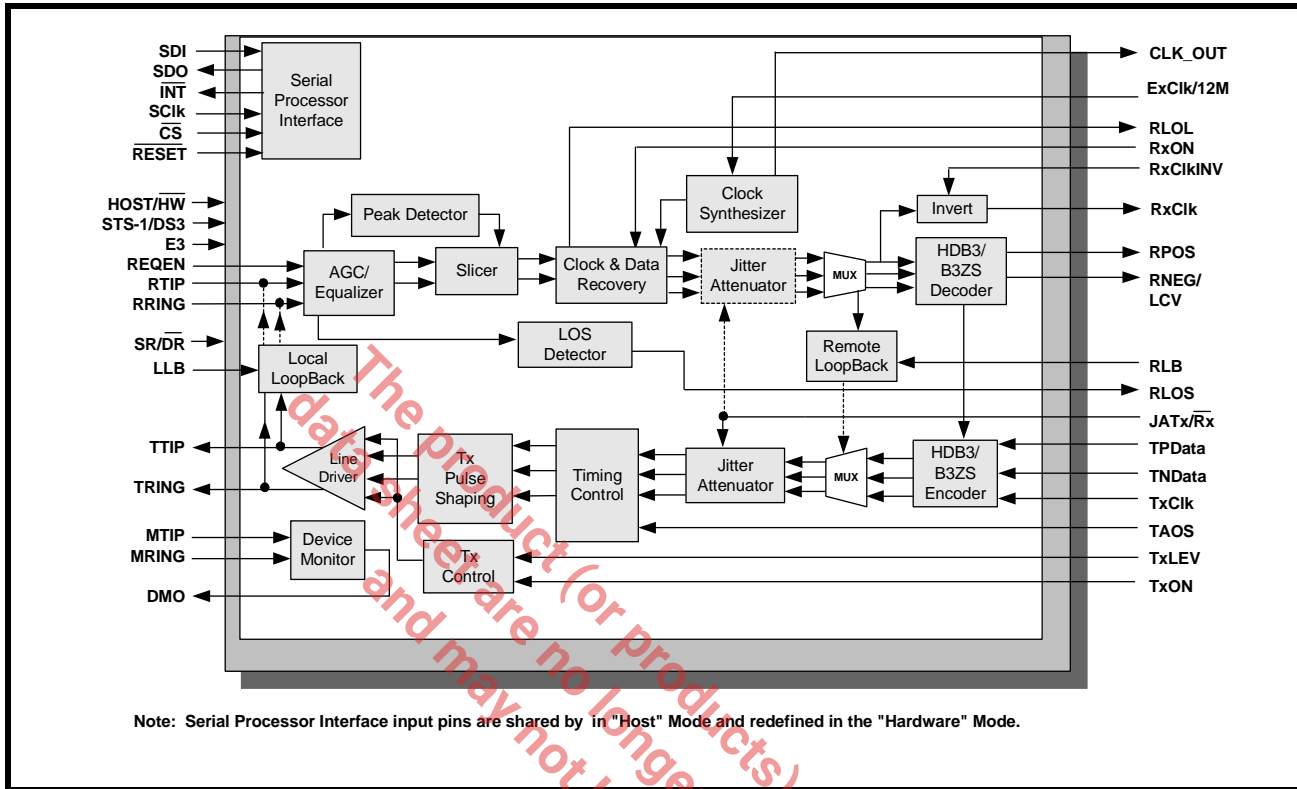 SDI
SDO
INT
SClk
CS
RESET
HOST/HW
STS-1/DS3
E3
REQEN
RTIP
RRING
SR/DR
LLB
TTIP
TRING
MTIP
MRING
DMO
Serial
Processor
Interface
Peak Detector
AGC/
Equalizer
Slicer
Clock & Data
Recovery
Clock
Synthesizer
Jitter
Attenuator
MUX
Invert
HDB3/
B3ZS
Decoder
LOS
Detector
Remote
LoopBack
Local
LoopBack
Line
Driver
Tx
Pulse
Shaping
Timing
Control
Jitter
Attenuator
MUX
HDB3/
B3ZS
Encoder
Device
Monitor
Tx
Control
CLK_OUT
ExClk/12M
RLOL
RxON
RxClkINV
RxClk
RPOS
RNEG/
LCV
RLB
RLOS
JATx/Rx
TPData
TNData
TxClk
TAOS
TxLEV
TxON
The product (or products)
data sheet are no longer
and may not
Note: Serial Processor Interface input pins are shared by in "Host" Mode and redefined in the "Hardware" Mode.